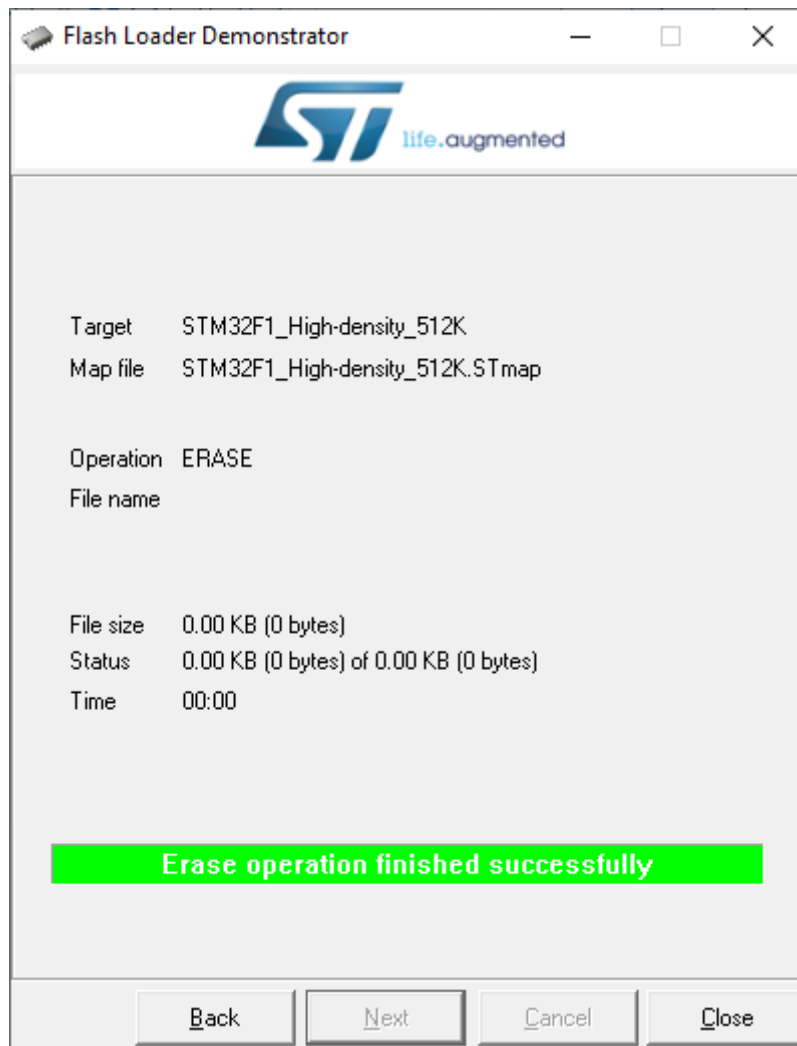 Flash Loader Demonstrator
ST life.augmented
Target STM32F1_High-density_512K
Map file STM32F1_High-density_512K.STmap
Operation ERASE
File name
File size 0.00 KB (0 bytes)
Status 0.00 KB (0 bytes) of 0.00 KB (0 bytes)
Time 00:00
Erase operation finished successfully
Back Next Cancel Close